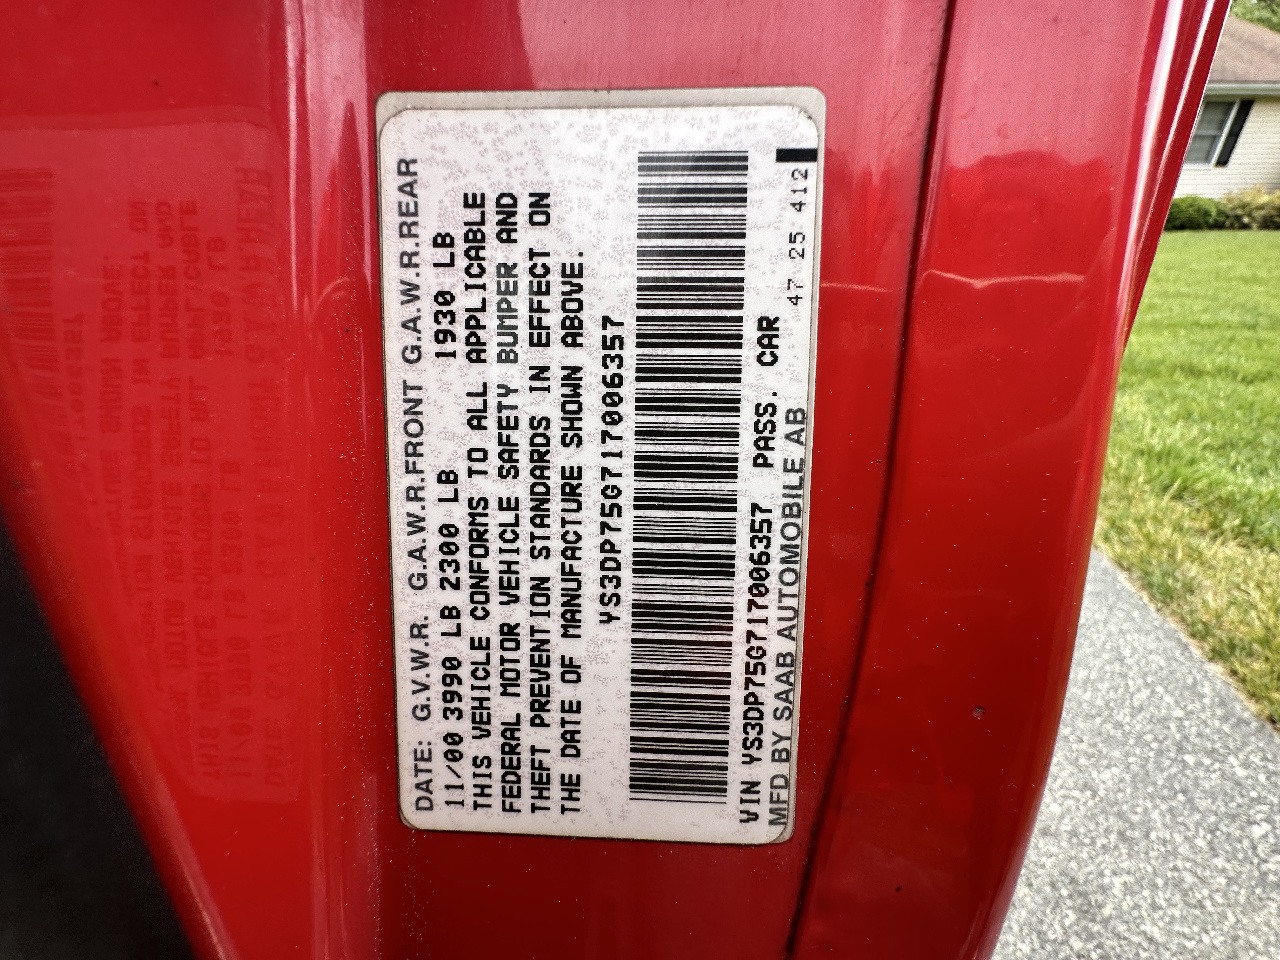 DATE: G.V.W.R. G.A.W.R.FRONT G.A.W.R.REAR
11/00 3990 LB 2300 LB 1930 LB
THIS VEHICLE CONFORMS TO ALL APPLICABLE
FEDERAL MOTOR VEHICLE SAFETY BUMPER AND
THEFT PREVENTION STANDARDS IN EFFECT ON
THE DATE OF MANUFACTURE SHOWN ABOVE.
YS3DP75G717006357
VIN YS3DP75G717006357 PASS. CAR
MFD BY SAAB AUTOMOBILE AB 47 25 412